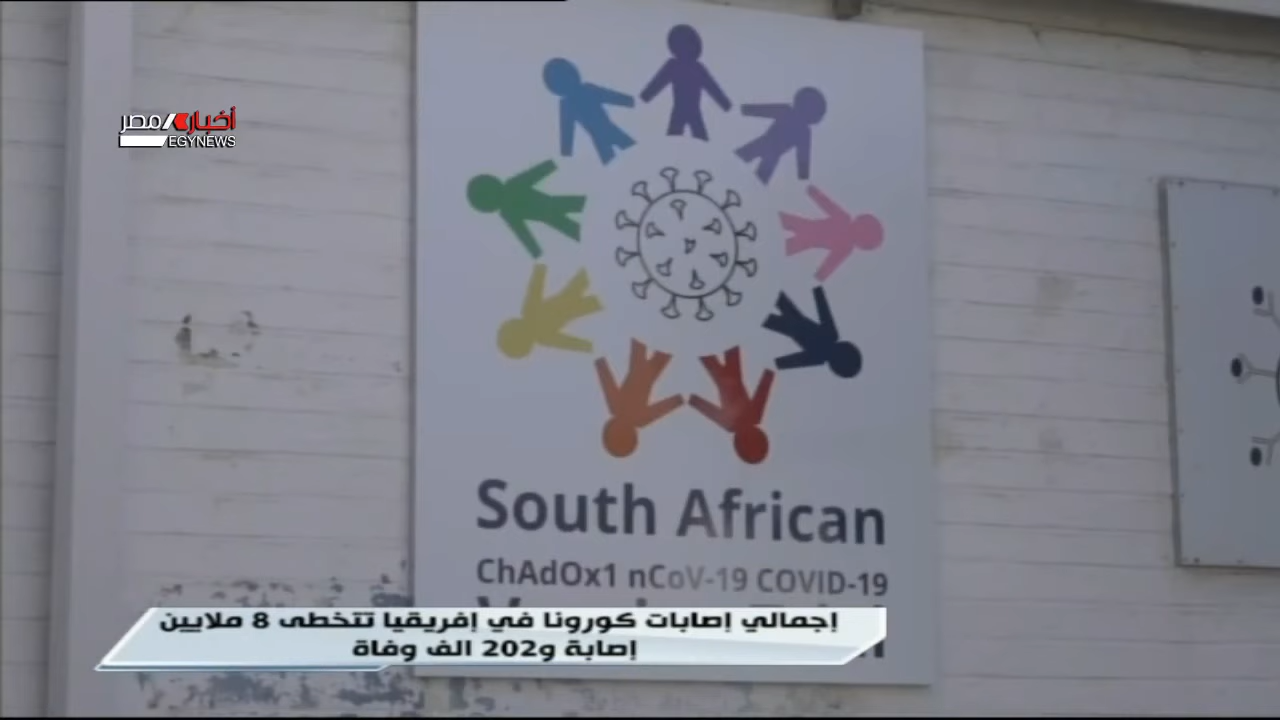 أخبار مصر
EGYNEWS
South African
ChAdOx1 nCoV-19 COVID-19
إجمالي إصابات كورونا في إفريقيا تتخطى 8 ملايين
إصابة و202 الف وفاة